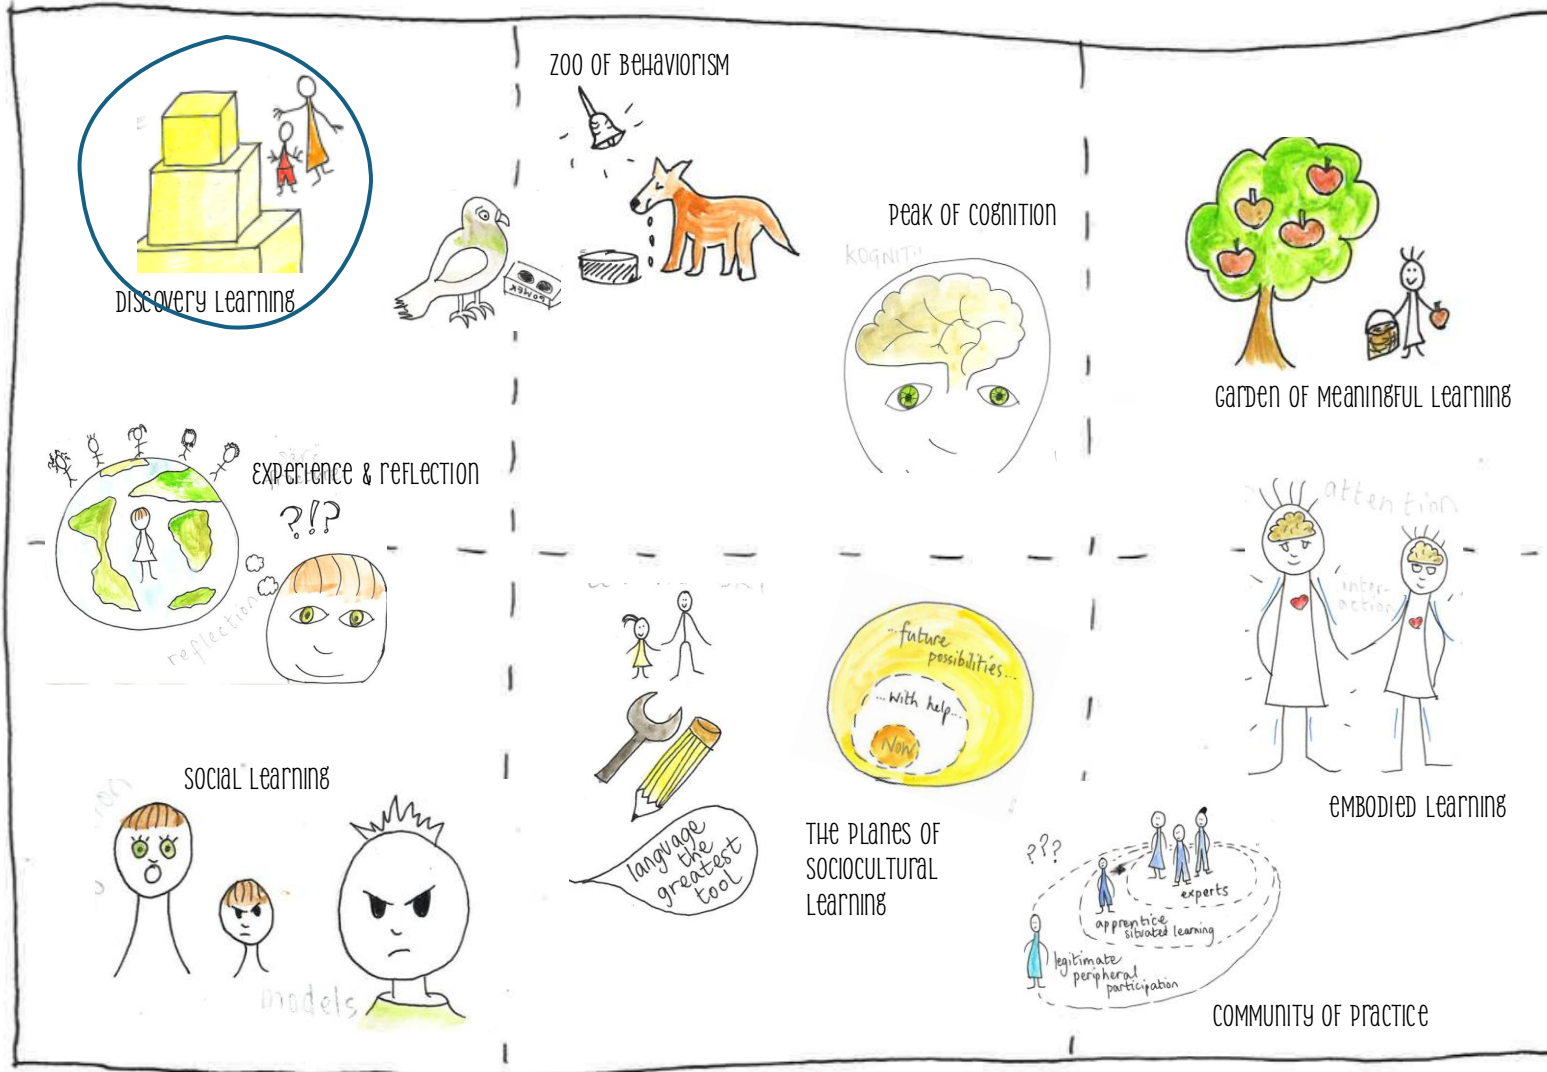 DISCOVERY LEARNING
ZOO OF BEHAVIORISM
PEAK OF COGNITION
KOGNITI
GARDEN OF MEANINGFUL LEARNING
EXPERIENCE & REFLECTION
?!?
reflection
SOCIAL LEARNING
models
language
the
greatest
tool
...future
possibilities...
...with help...
Now
THE PLANES OF
SOCIOCULTURAL
LEARNING
attention
inter-
action
EMBODIED LEARNING
???
experts
apprentice
situated learning
legitimate
peripheral
participation
COMMUNITY OF PRACTICE